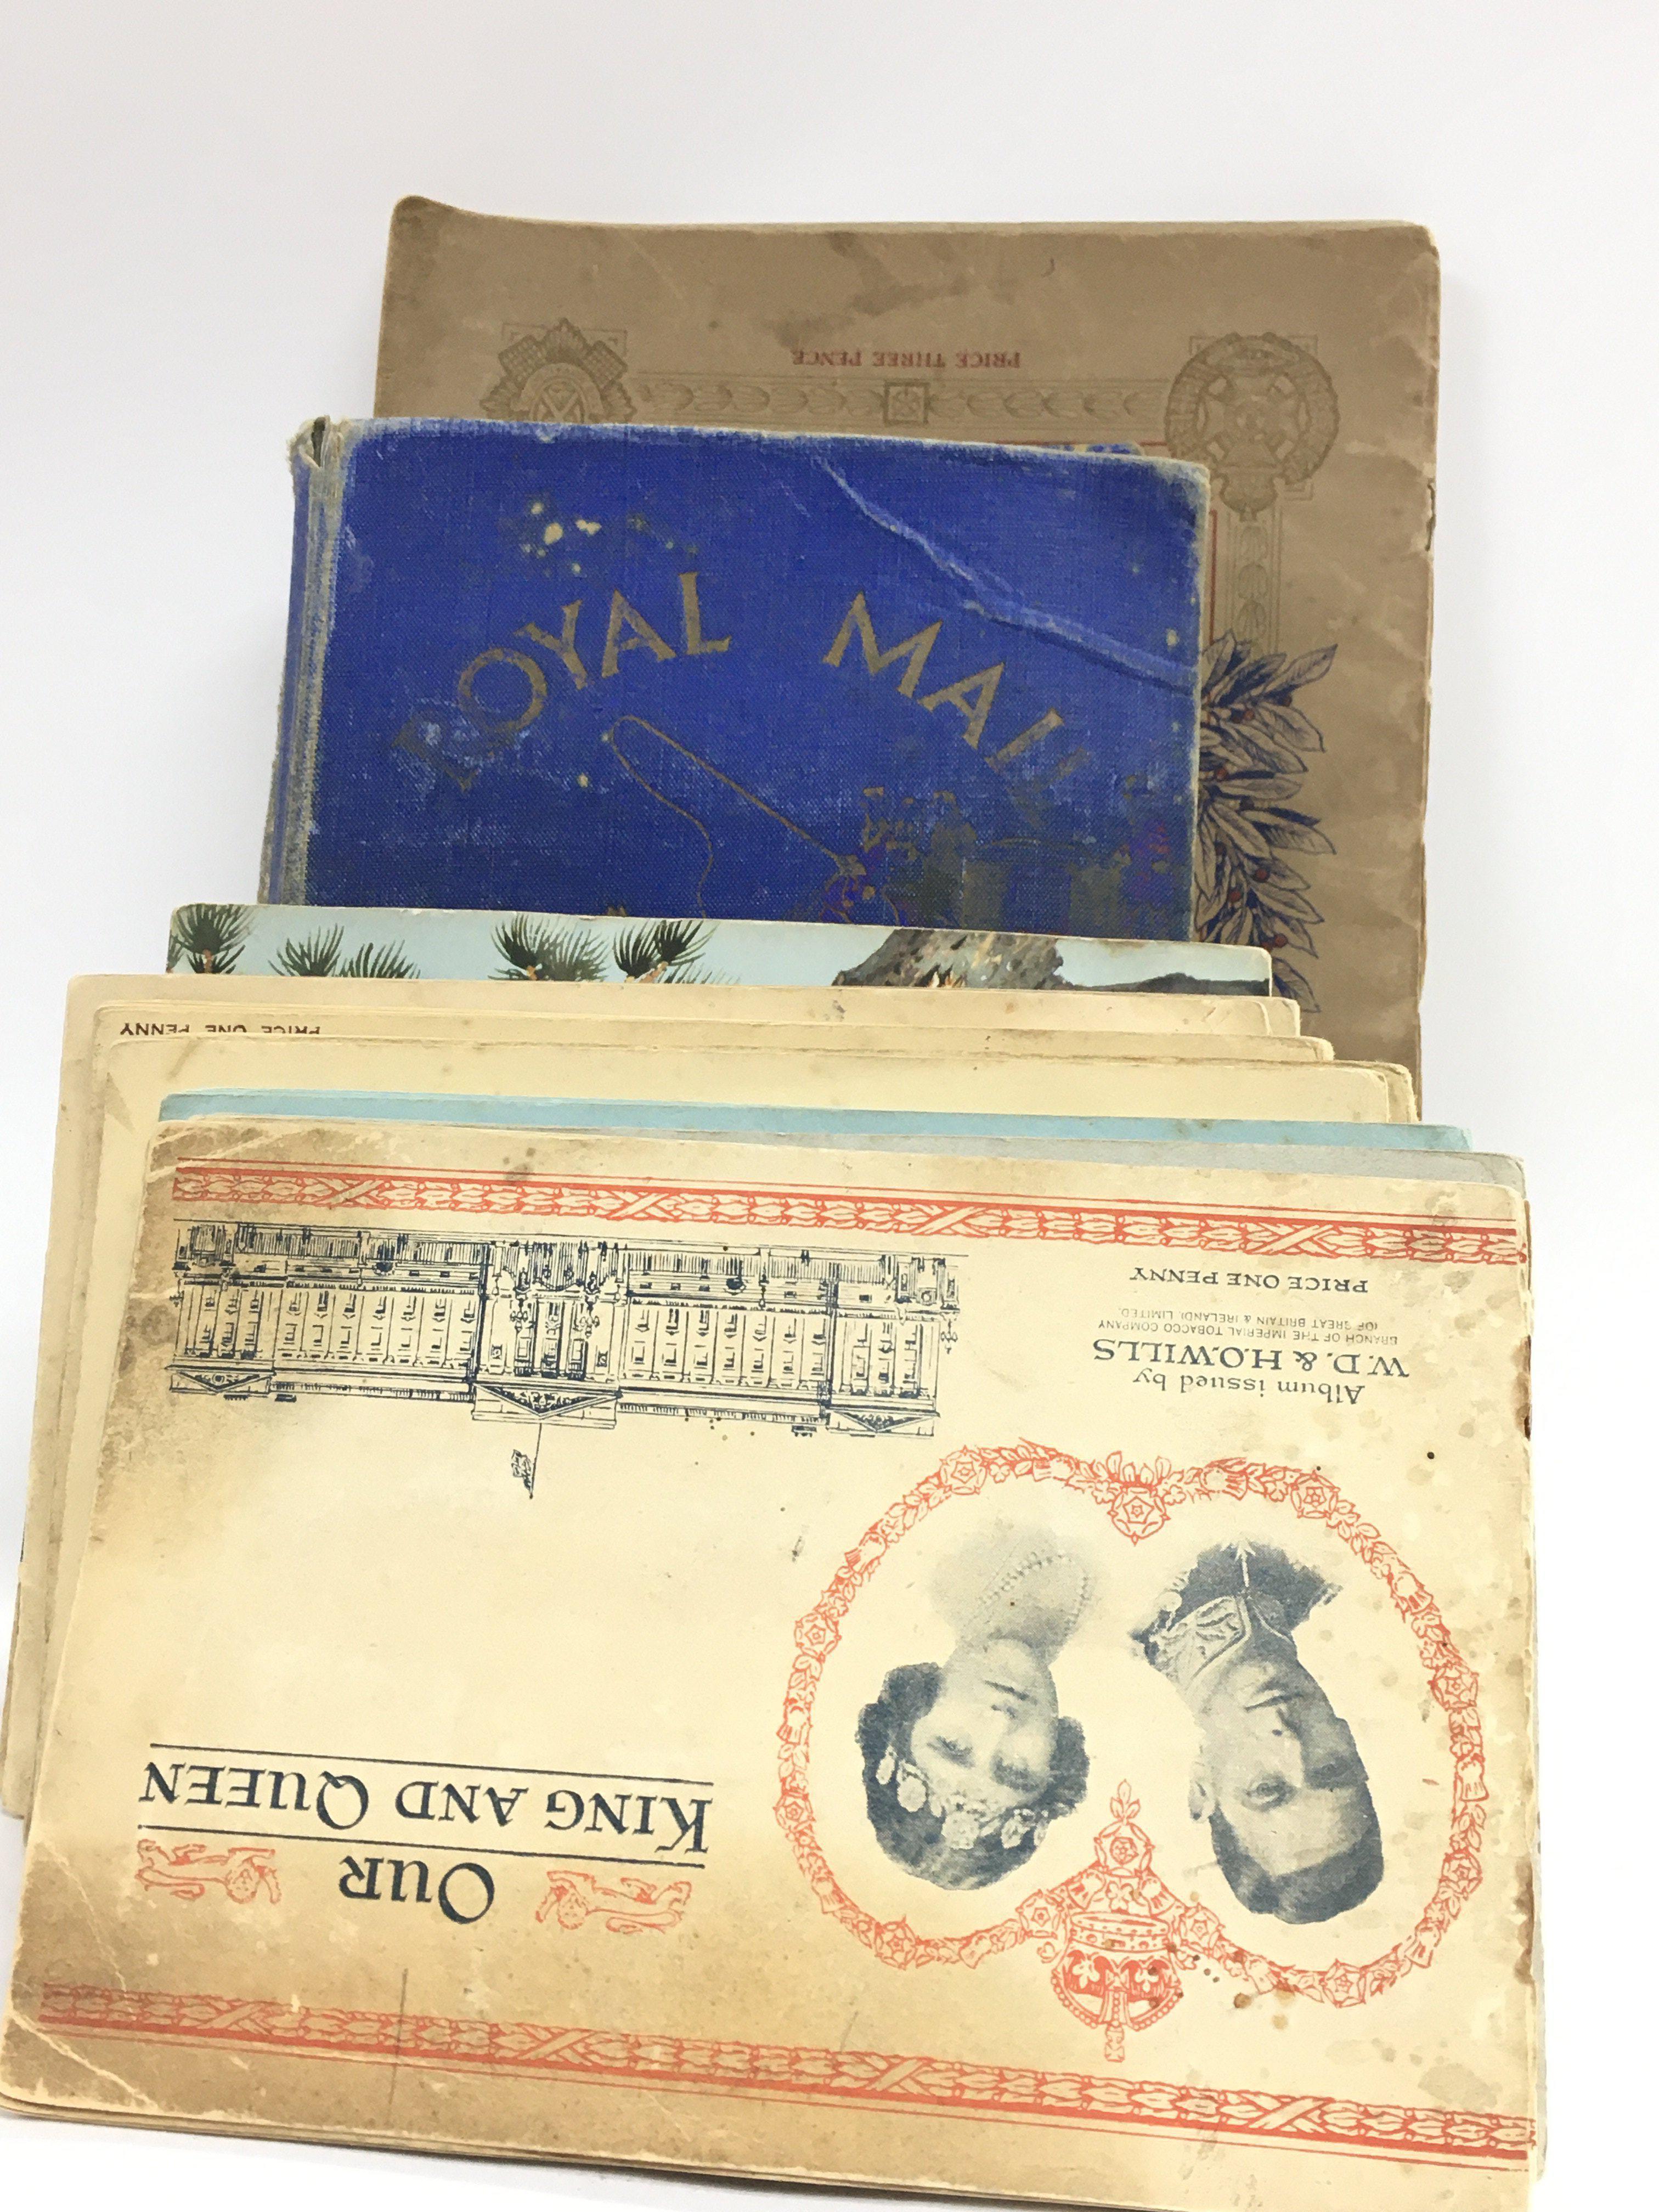 PRICE THREE PENCE
ROYAL MAIL
PRICE ONE PENNY
OUR
KING AND QUEEN
Album issued by
W.D. & H.O.WILLS
BRANCH OF THE IMPERIAL TOBACCO COMPANY
(OF GREAT BRITAIN & IRELAND) LIMITED.
PRICE ONE PENNY